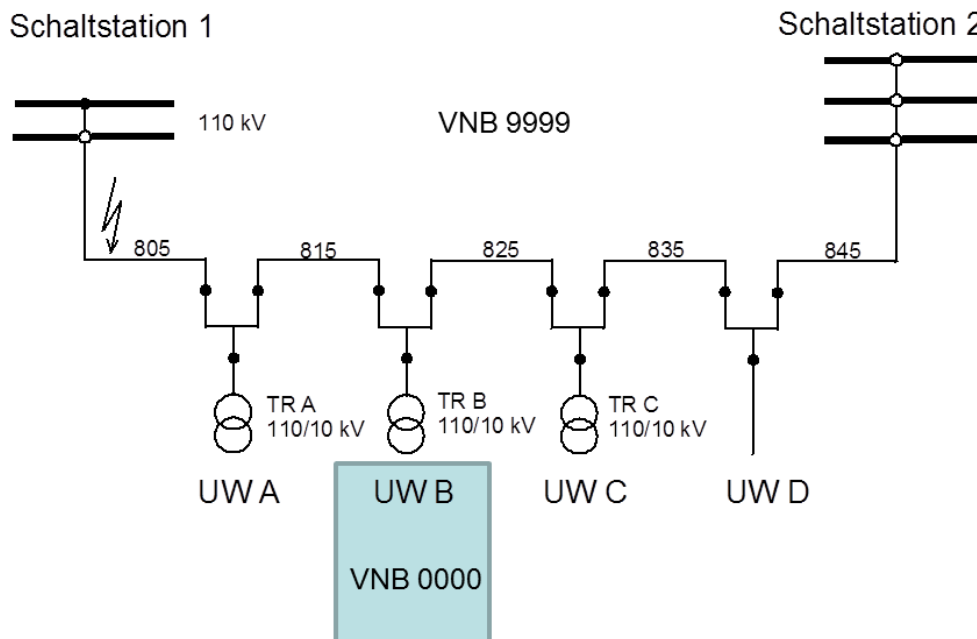 Schaltstation 1
Schaltstation 2
110 kV
VNB 9999
805
815
825
835
845
TR A
110/10 kV
TR B
110/10 kV
TR C
110/10 kV
UW A
UW B
UW C
UW D
VNB 0000